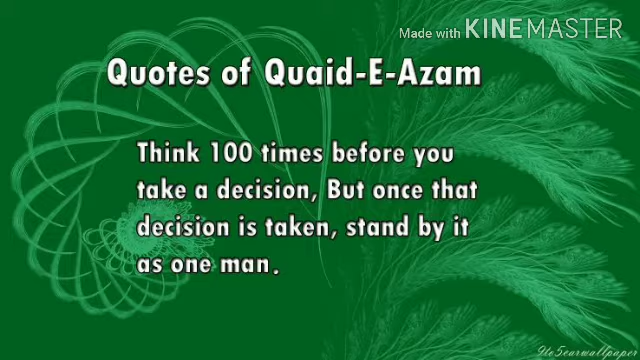 Made with KINEMASTER
Quotes of Quaid-E-Azam
Think 100 times before you
take a decision, But once that
decision is taken, stand by it
as one man.
9to5carwallpaper